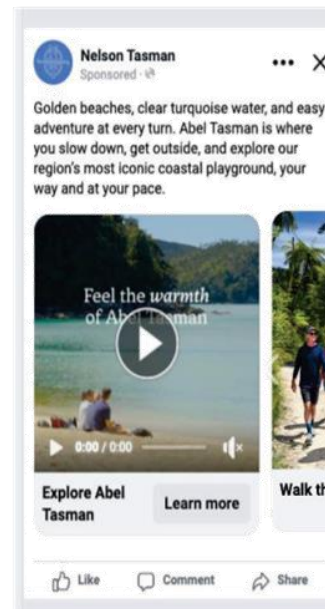 Nelson Tasman
Sponsored
Golden beaches, clear turquoise water, and easy
adventure at every turn. Abel Tasman is where
you slow down, get outside, and explore our
region's most iconic coastal playground, your
way and at your pace.
Feel the warmth
of Abel Tasman
0:00 / 0:00
Explore Abel
Tasman
Learn more
Walk th
Like
Comment
Share